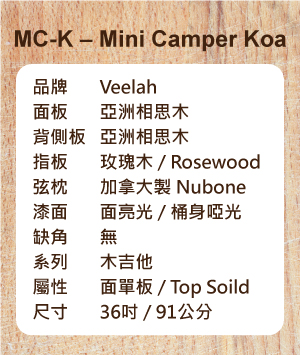 MC-K – Mini Camper Koa
品牌 Veelah
面板 亞洲相思木
背側板 亞洲相思木
指板 玫瑰木 / Rosewood
弦枕 加拿大製 Nubone
漆面 面亮光 / 桶身啞光
缺角 無
系列 木吉他
屬性 面單板 / Top Soild
尺寸 36吋 / 91公分